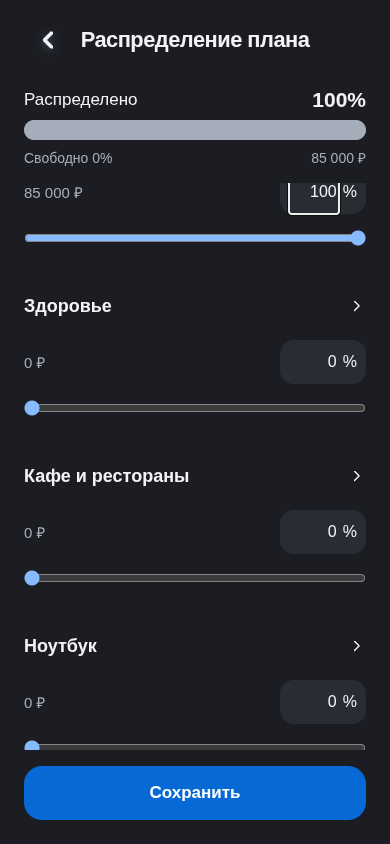 Распределение плана
Распределено 100%
Свободно 0% 85 000 ₽
85 000 ₽ 100 %
Здоровье
0 ₽ 0 %
Кафе и рестораны
0 ₽ 0 %
Ноутбук
0 ₽ 0 %
Сохранить